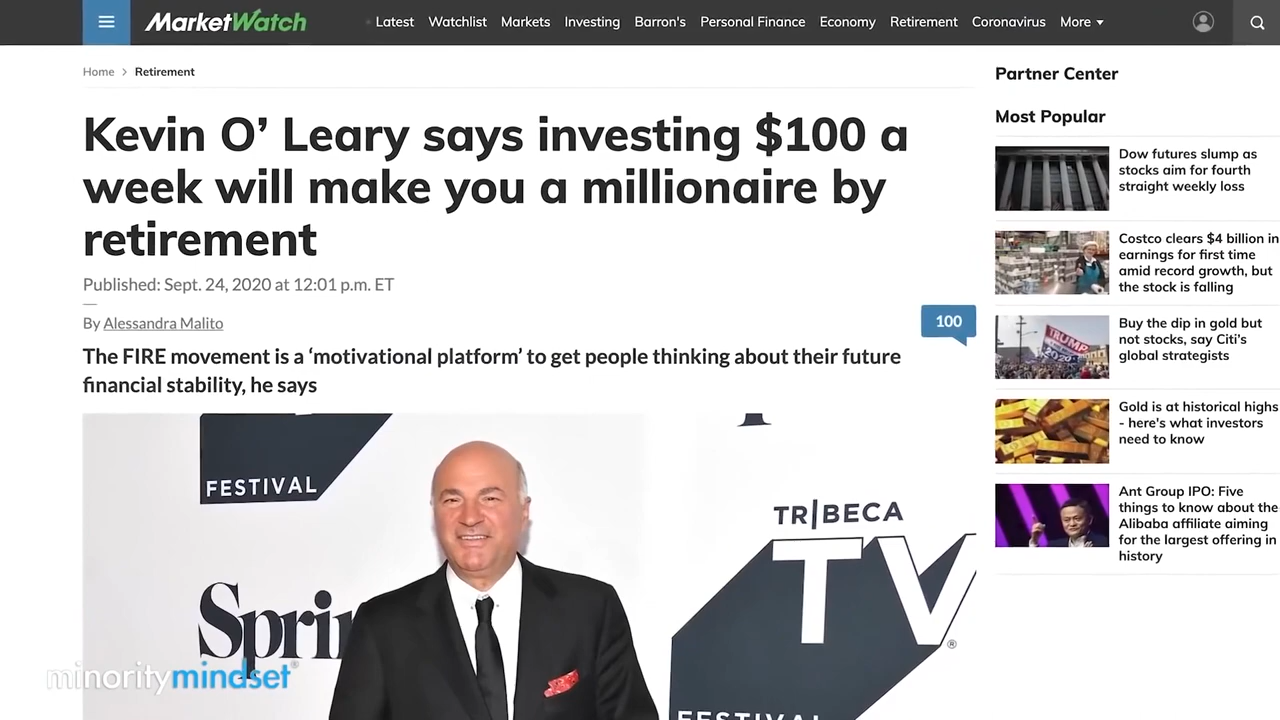 MarketWatch
Latest Watchlist Markets Investing Barron's Personal Finance Economy Retirement Coronavirus More
Home > Retirement
Kevin O’ Leary says investing $100 a
week will make you a millionaire by
retirement
Published: Sept. 24, 2020 at 12:01 p.m. ET
By Alessandra Malito
100
The FIRE movement is a ‘motivational platform’ to get people thinking about their future
financial stability, he says
FESTIVAL
TRIBECA
TV
®
Sprin
FESTIVAL
minoritymindset®
Partner Center
Most Popular
Dow futures slump as
stocks aim for fourth
straight weekly loss
Costco clears $4 billion in
earnings for first time
amid record growth, but
the stock is falling
TRUMP
2020
Buy the dip in gold but
not stocks, say Citi’s
global strategists
Gold is at historical highs
- here's what investors
need to know
Ant Group IPO: Five
things to know about the
Alibaba affiliate aiming
for the largest offering in
history